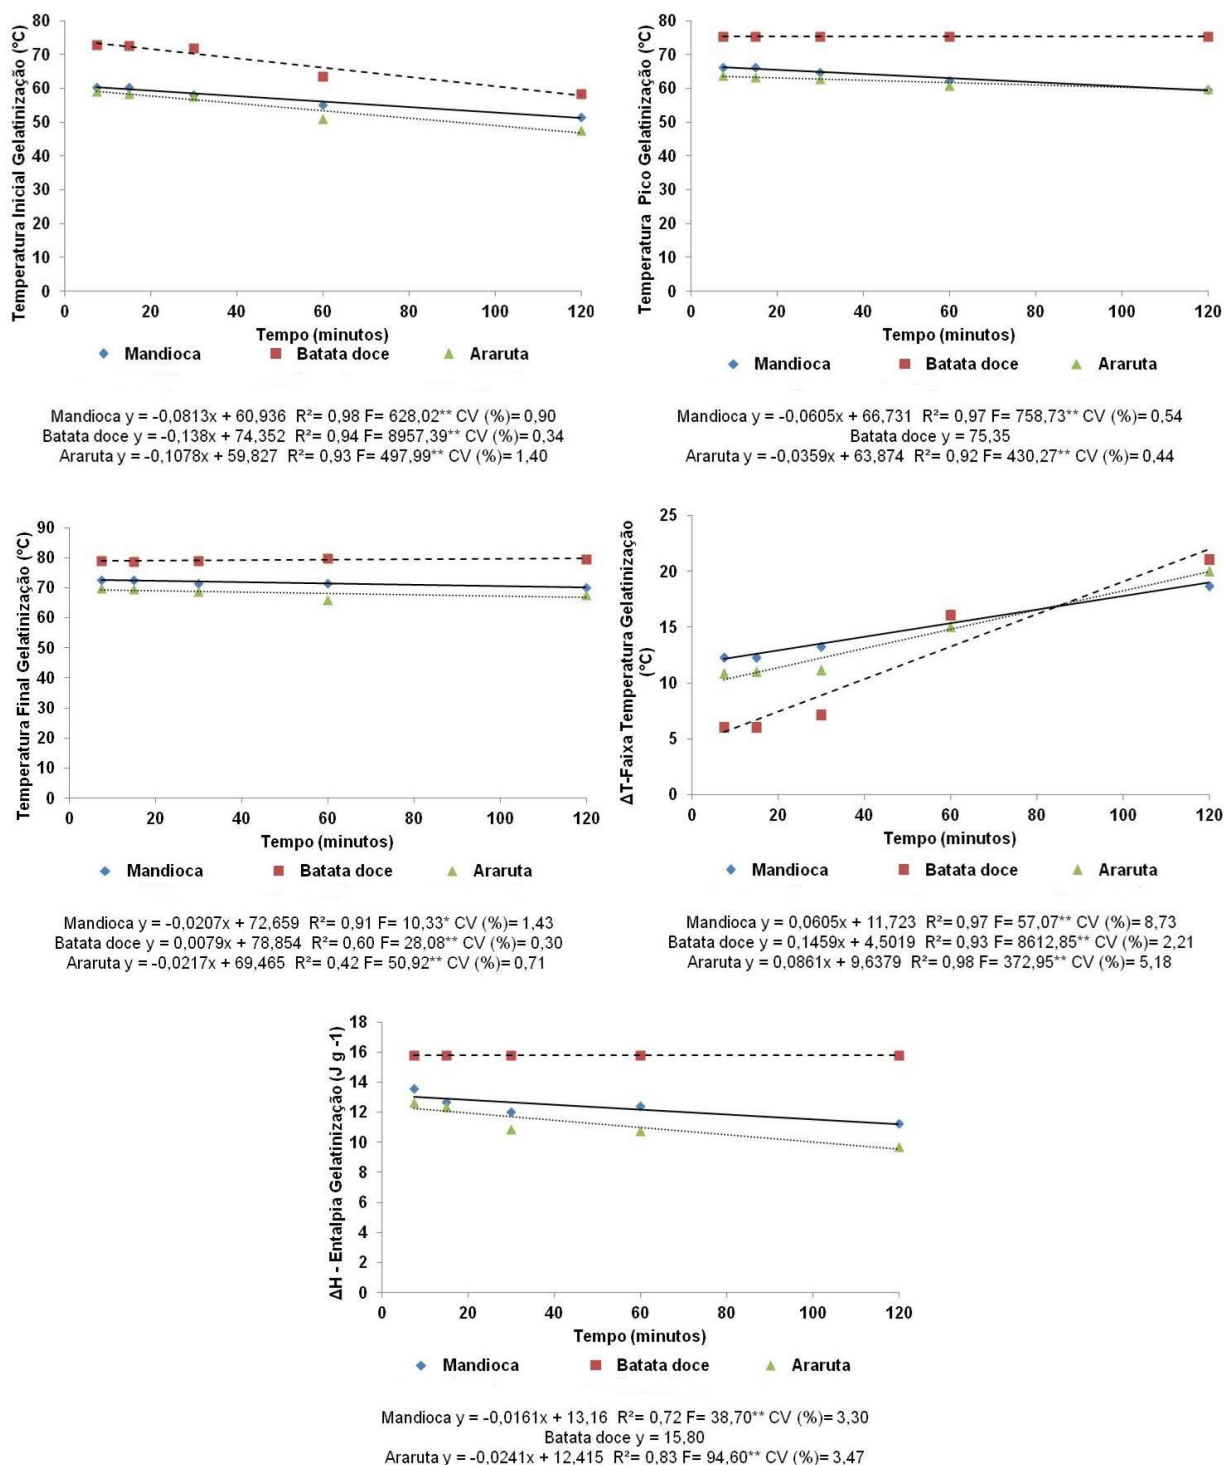 Temperatura Inicial Gelatinização (°C)
80
70
60
50
40
30
20
10
0
0 20 40 60 80 100 120
Tempo (minutos)
Mandioca Batata doce Araruta
Mandioca y = -0,0813x + 60,936 R²= 0,98 F= 628,02** CV (%)= 0,90
Batata doce y = -0,138x + 74,352 R²= 0,94 F= 8957,39** CV (%)= 0,34
Araruta y = -0,1078x + 59,827 R²= 0,93 F= 497,99** CV (%)= 1,40
Temperatura Pico Gelatinização (°C)
80
70
60
50
40
30
20
10
0
0 20 40 60 80 100 120
Tempo (minutos)
Mandioca Batata doce Araruta
Mandioca y = -0,0605x + 66,731 R²= 0,97 F= 758,73** CV (%)= 0,54
Batata doce y = 75,35
Araruta y = -0,0359x + 63,874 R²= 0,92 F= 430,27** CV (%)= 0,44
Temperatura Final Gelatinização (°C)
90
80
70
60
50
40
30
20
10
0
0 20 40 60 80 100 120
Tempo (minutos)
Mandioca Batata doce Araruta
Mandioca y = -0,0207x + 72,659 R²= 0,91 F= 10,33* CV (%)= 1,43
Batata doce y = 0,0079x + 78,854 R²= 0,60 F= 28,08** CV (%)= 0,30
Araruta y = -0,0217x + 69,465 R²= 0,42 F= 50,92** CV (%)= 0,71
ΔT-Faixa Temperatura Gelatinização
(°C)
25
20
15
10
5
0
0 20 40 60 80 100 120
Tempo (minutos)
Mandioca Batata doce Araruta
Mandioca y = 0,0605x + 11,723 R²= 0,97 F= 57,07** CV (%)= 8,73
Batata doce y = 0,1459x + 4,5019 R²= 0,93 F= 8612,85** CV (%)= 2,21
Araruta y = 0,0861x + 9,6379 R²= 0,98 F= 372,95** CV (%)= 5,18
ΔH - Entalpia Gelatinização (J g -1)
18
16
14
12
10
8
6
4
2
0
0 20 40 60 80 100 120
Tempo (minutos)
Mandioca Batata doce Araruta
Mandioca y = -0,0161x + 13,16 R²= 0,72 F= 38,70** CV (%)= 3,30
Batata doce y = 15,80
Araruta y = -0,0241x + 12,415 R²= 0,83 F= 94,60** CV (%)= 3,47